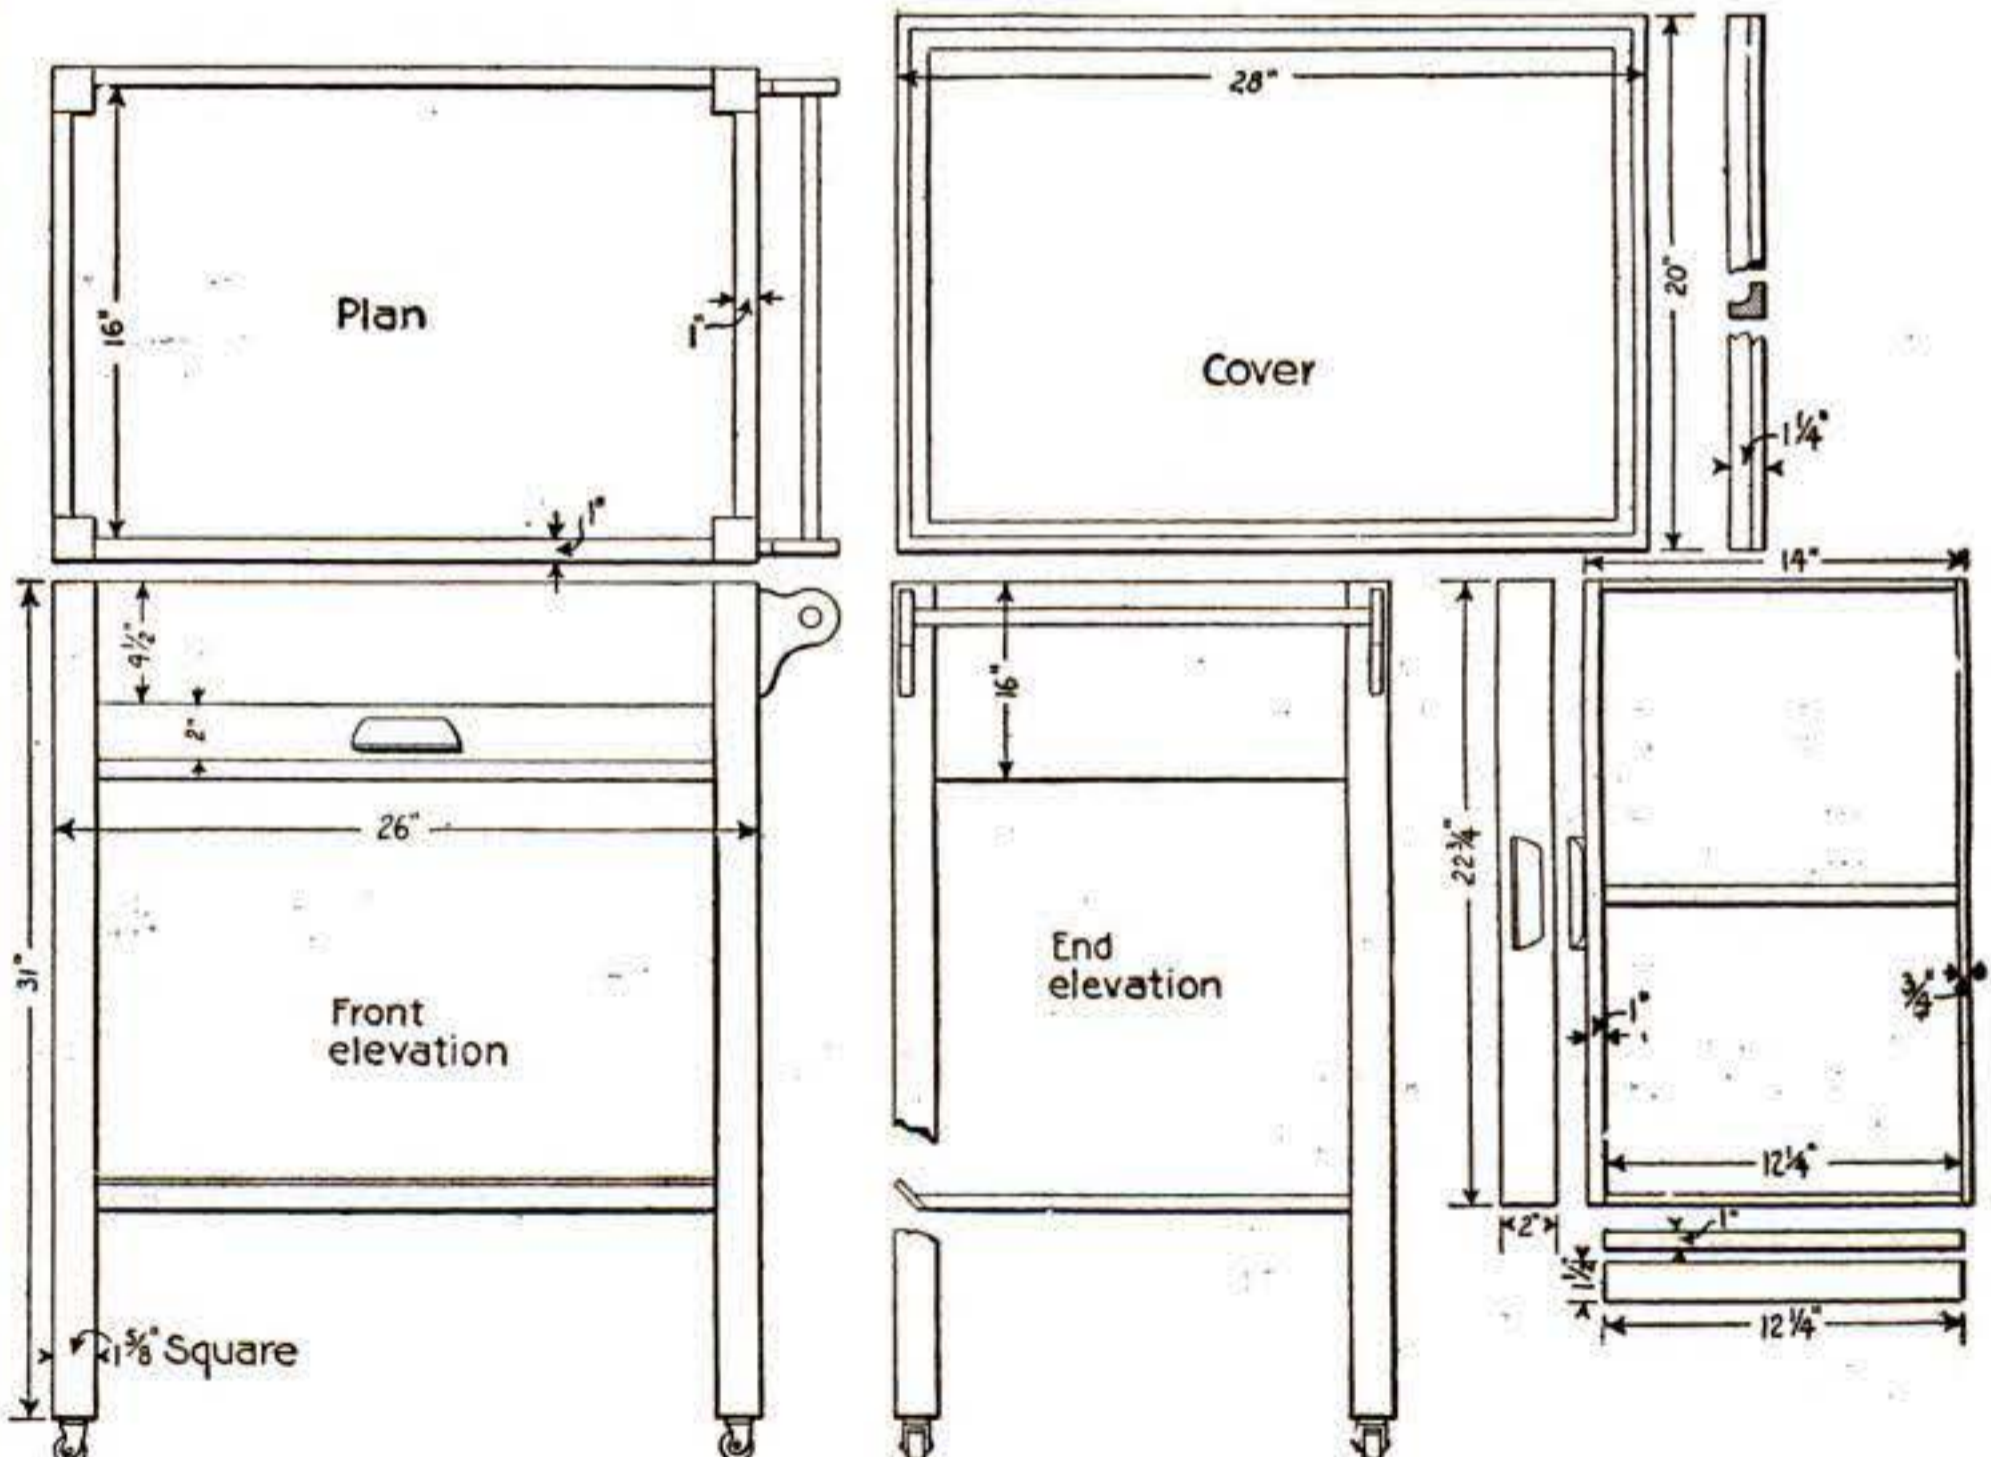 28"
Plan
16"
1"
1"
20"
Cover
1¼"
14"
4½"
2"
26"
31"
Front
elevation
1⅝" Square
16"
End
elevation
22¾"
2"
1"
¾"
12¼"
1"
1½"
12¼"